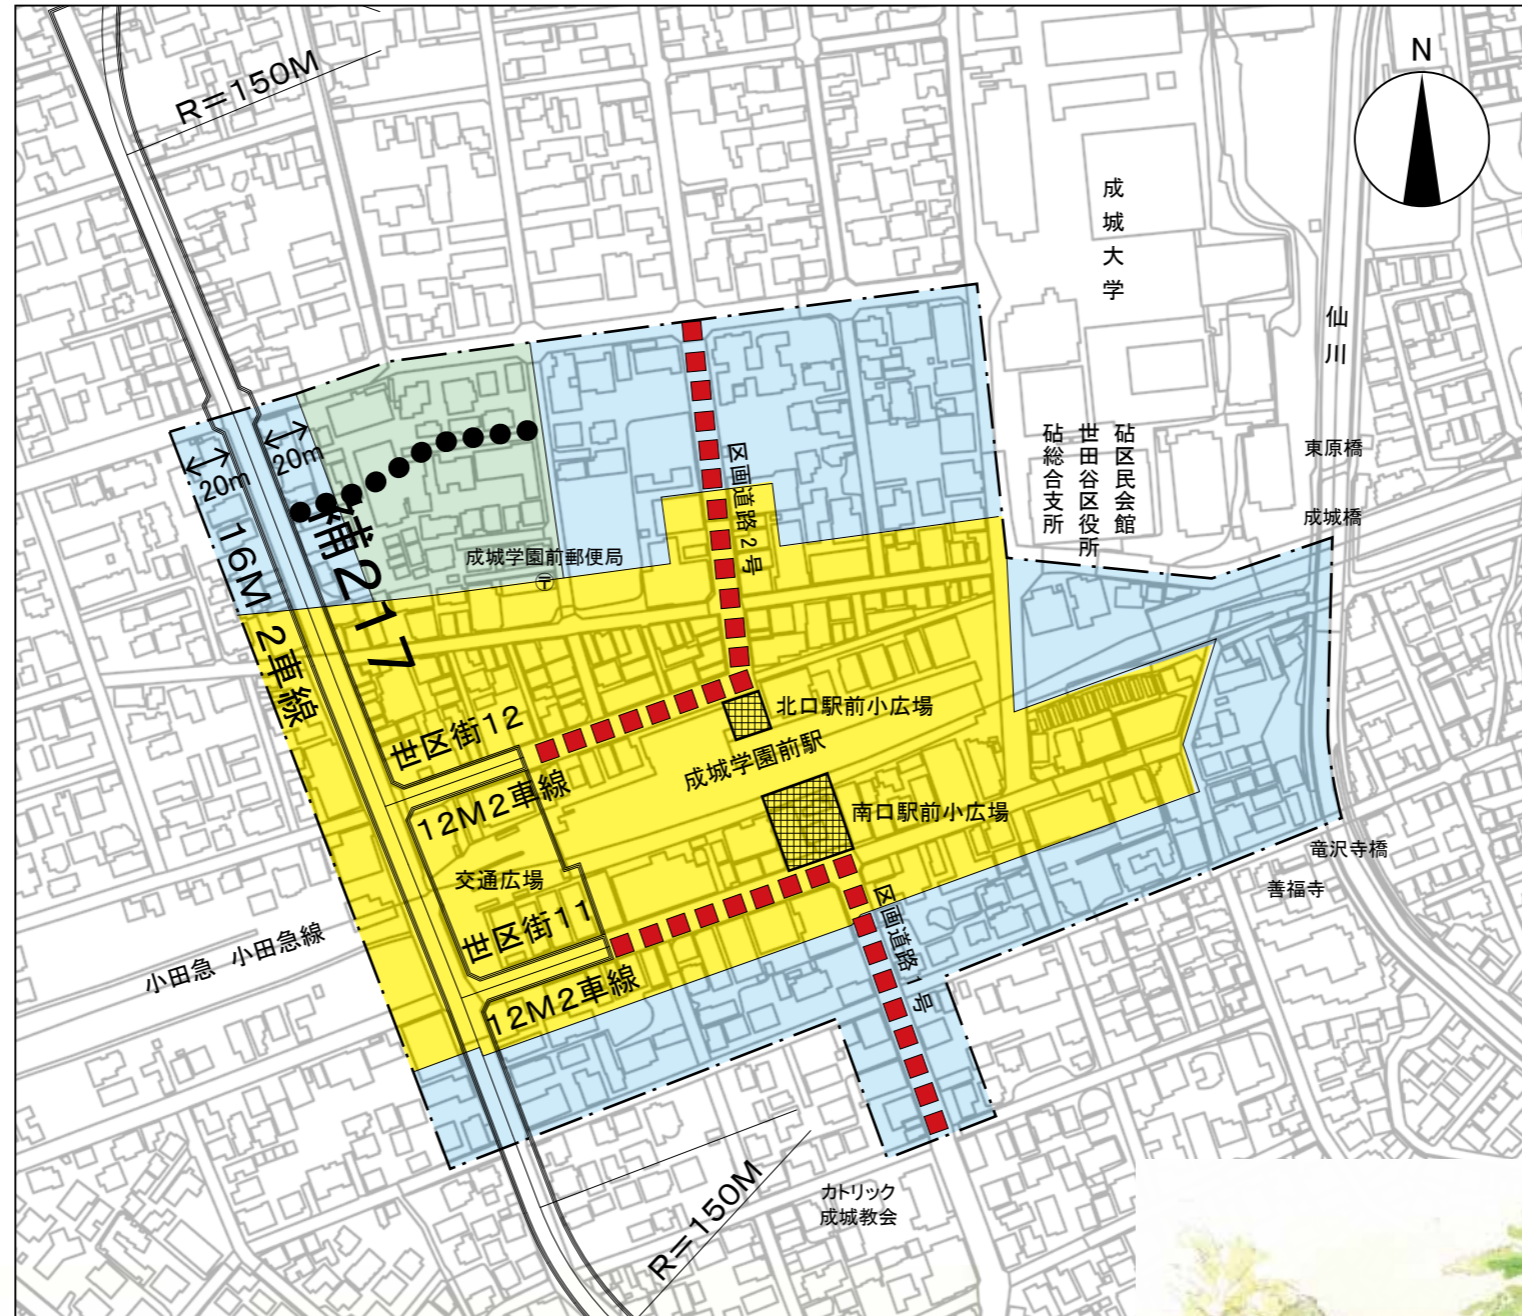 R=150M
N
成城大学
仙川
砧区民会館
世田谷区役所
砧総合支所
東原橋
成城橋
20m
20m
補217
16M 2車線
区画道路2号
成城学園前郵便局
〒
世区街12
12M2車線
北口駅前小広場
成城学園前駅
南口駅前小広場
交通広場
世区街11
12M2車線
区画道路1号
竜沢寺橋
善福寺
小田急 小田急線
R=150M
カトリック
成城教会